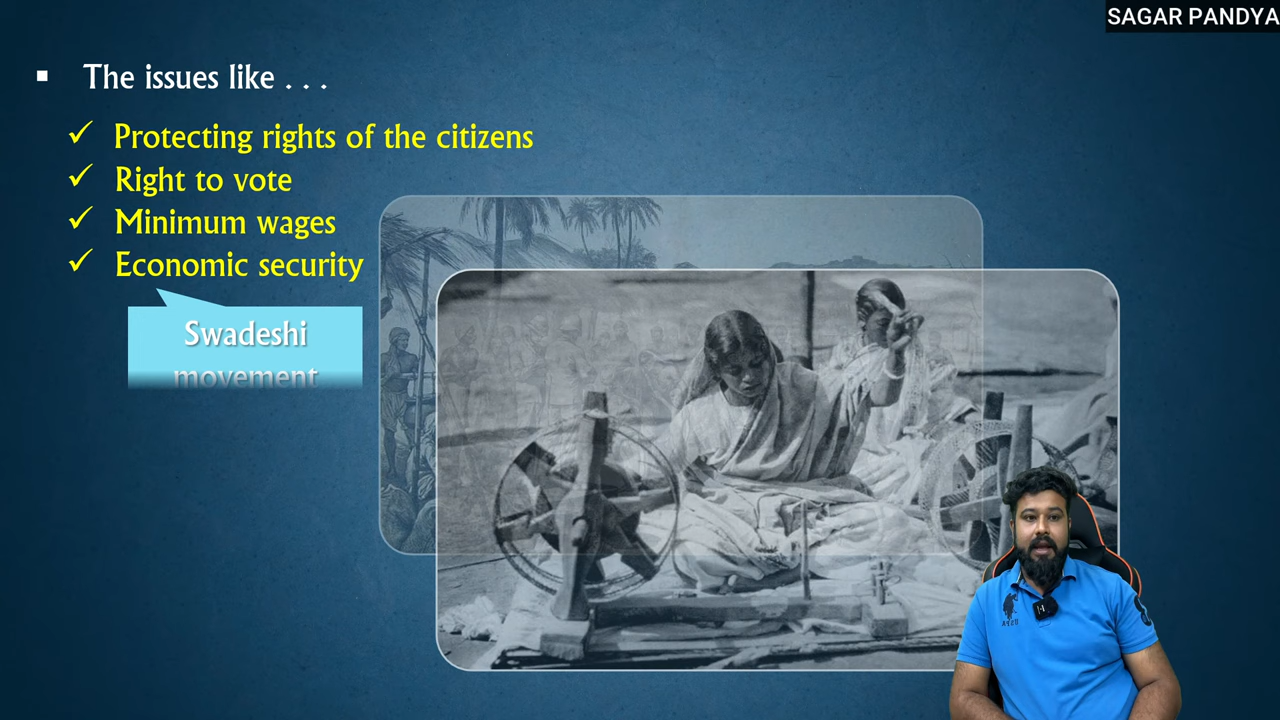 SAGAR PANDYA
▪ The issues like . . .
✓ Protecting rights of the citizens
✓ Right to vote
✓ Minimum wages
✓ Economic security
Swadeshi
movement